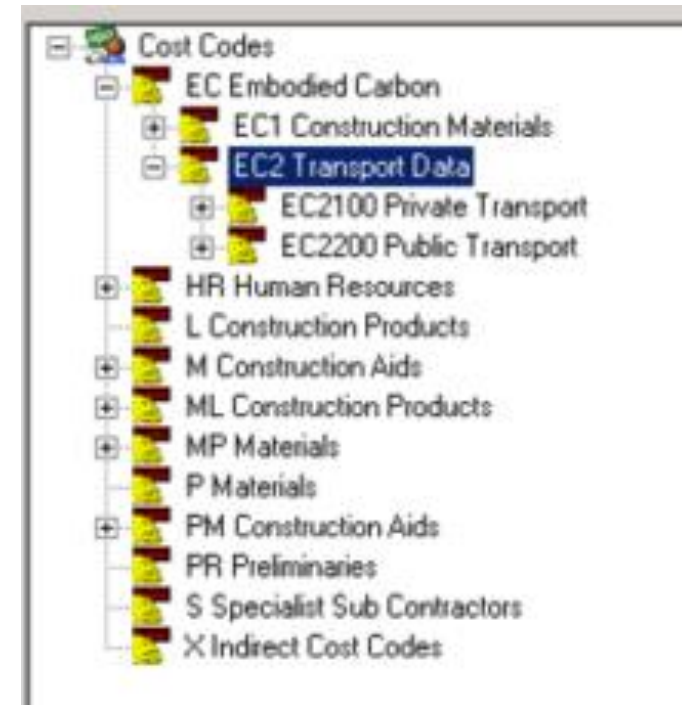 Cost Codes
EC Embodied Carbon
EC1 Construction Materials
EC2 Transport Data
EC2100 Private Transport
EC2200 Public Transport
HR Human Resources
L Construction Products
M Construction Aids
ML Construction Products
MP Materials
P Materials
PM Construction Aids
PR Preliminaries
S Specialist Sub Contractors
X Indirect Cost Codes